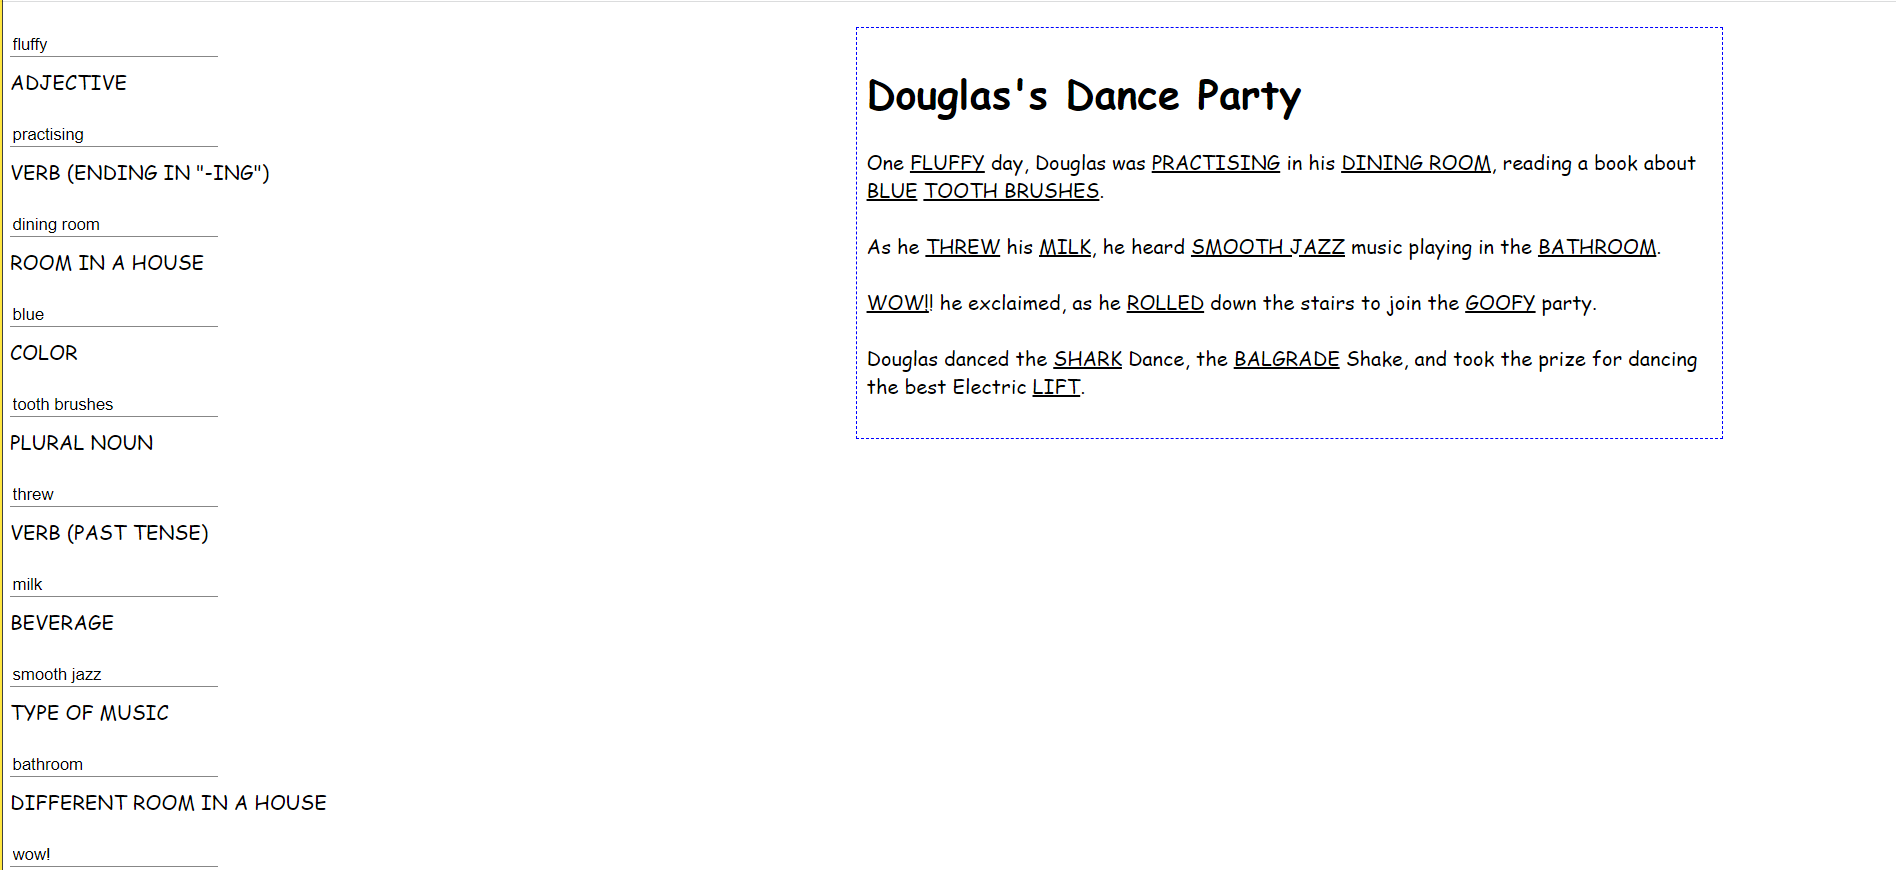 fluffy
ADJECTIVE
practising
VERB (ENDING IN "-ING")
dining room
ROOM IN A HOUSE
blue
COLOR
tooth brushes
PLURAL NOUN
threw
VERB (PAST TENSE)
milk
BEVERAGE
smooth jazz
TYPE OF MUSIC
bathroom
DIFFERENT ROOM IN A HOUSE
wow!
Douglas's Dance Party
One FLUFFY day, Douglas was PRACTISING in his DINING ROOM, reading a book about
BLUE TOOTH BRUSHES.
As he THREW his MILK, he heard SMOOTH JAZZ music playing in the BATHROOM.
WOW!! he exclaimed, as he ROLLED down the stairs to join the GOOFY party.
Douglas danced the SHARK Dance, the BALGRADE Shake, and took the prize for dancing
the best Electric LIFT.